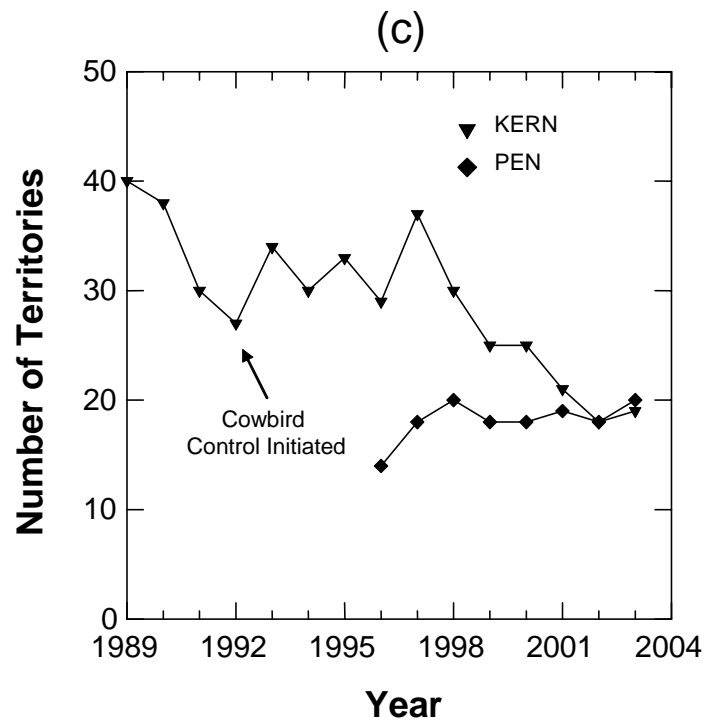 (c)
50
40
30
20
10
0
Number of Territories
KERN
PEN
Cowbird
Control Initiated
1989
1992
1995
1998
2001
2004
Year